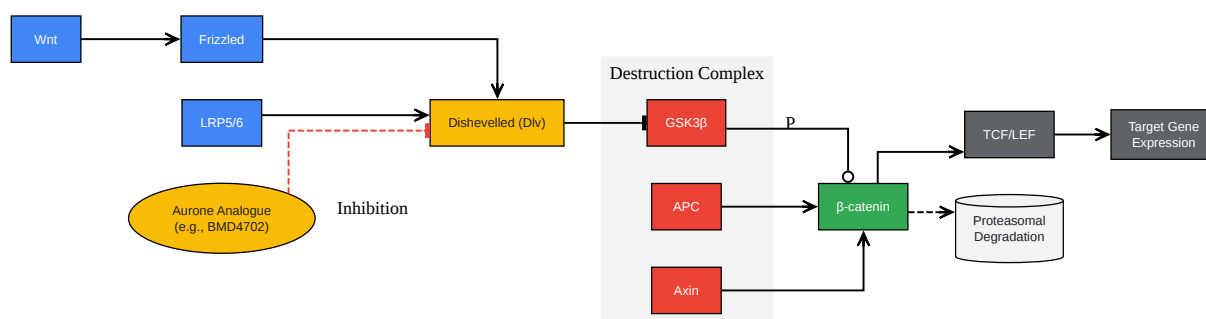 Wnt
Frizzled
Destruction Complex
LRP5/6
Dishevelled (Dlv)
GSK3β
P
TCF/LEF
Target Gene
Expression
Aurone Analogue
(e.g., BMD4702)
Inhibition
APC
β-catenin
Proteasomal
Degradation
Axin